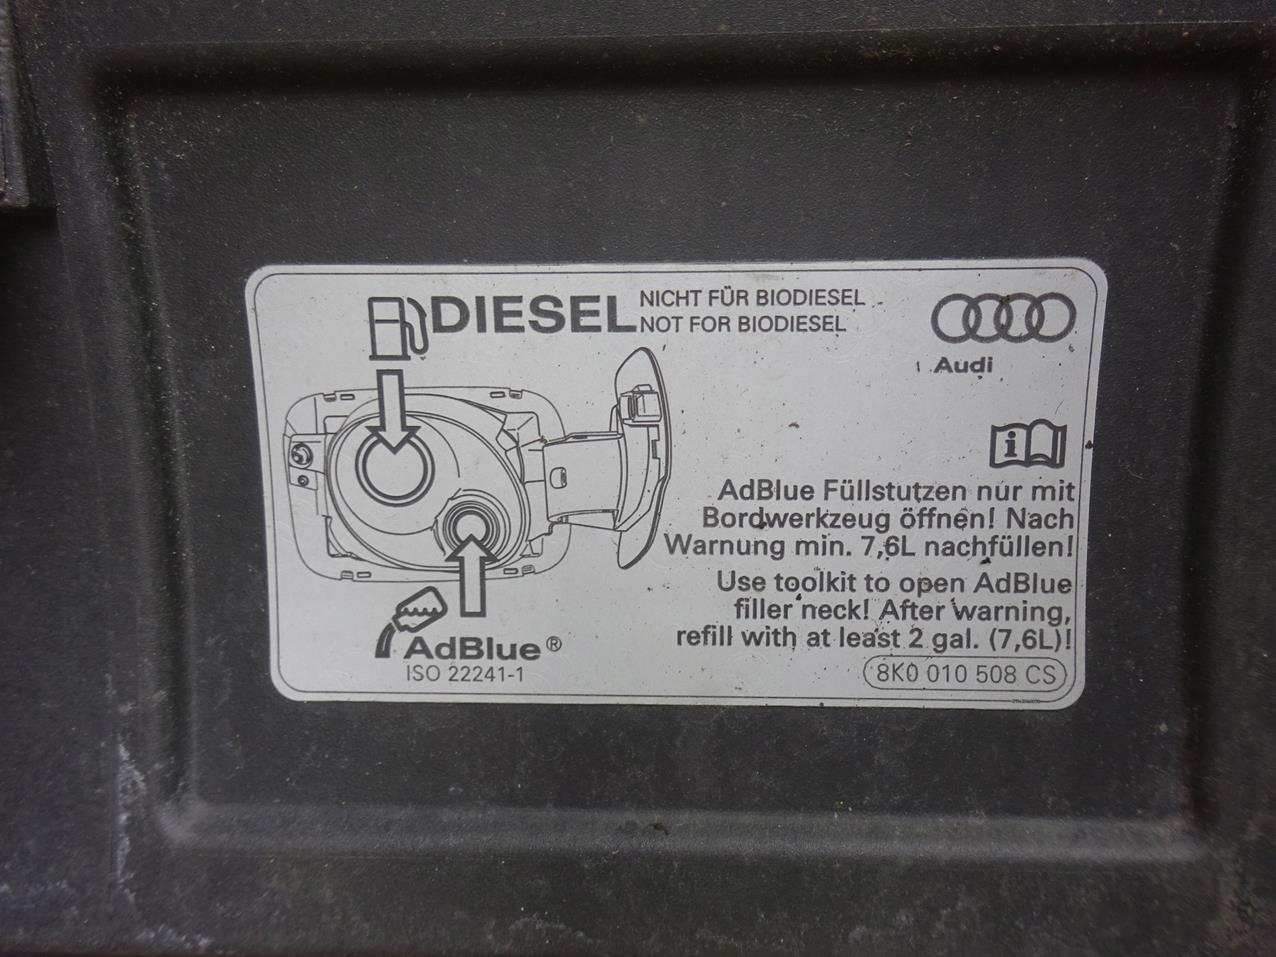 DIESEL
NICHT FÜR BIODIESEL
NOT FOR BIODIESEL
Audi
i
AdBlue Füllstutzen nur mit
Bordwerkzeug öffnen! Nach
Warnung min. 7,6L nachfüllen!
Use toolkit to open AdBlue
filler neck! After warning,
refill with at least 2 gal. (7,6L)!
AdBlue®
ISO 22241-1
8K0 010 508 CS